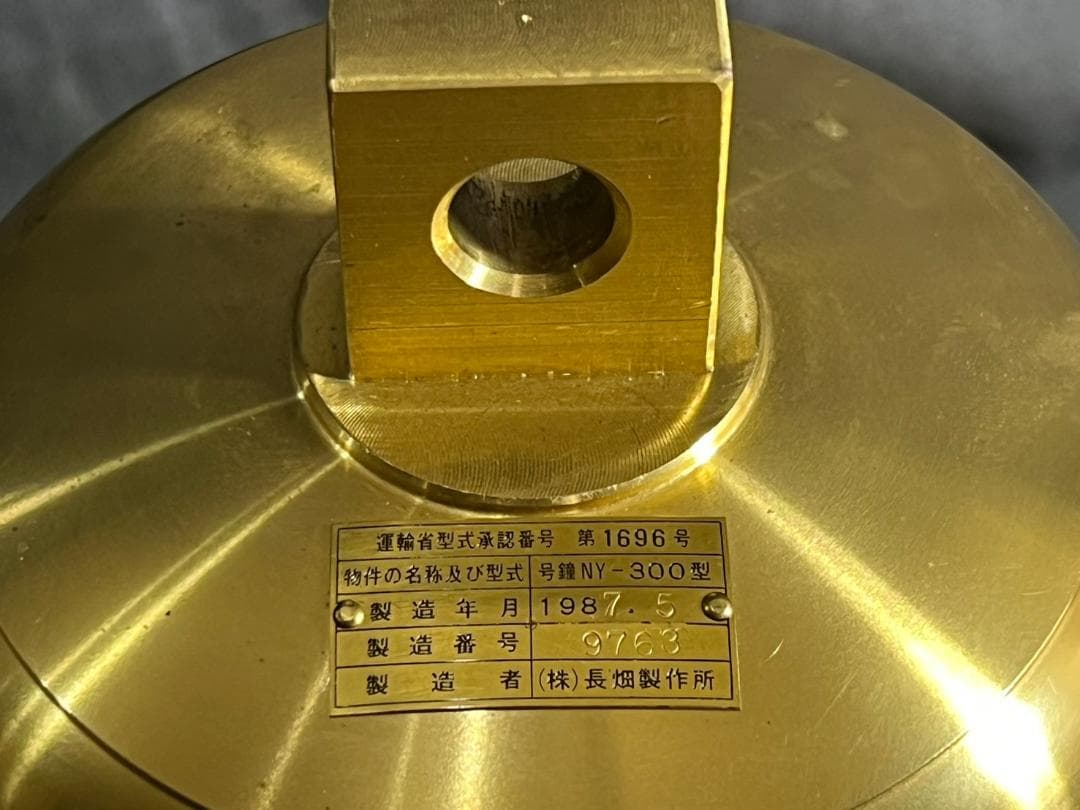 運輸省型式承認番号 第1696号
物件の名称及び型式 号鐘NY-300型
製造年月 1987.5
製造番号 9763
製造者 (株)長畑製作所